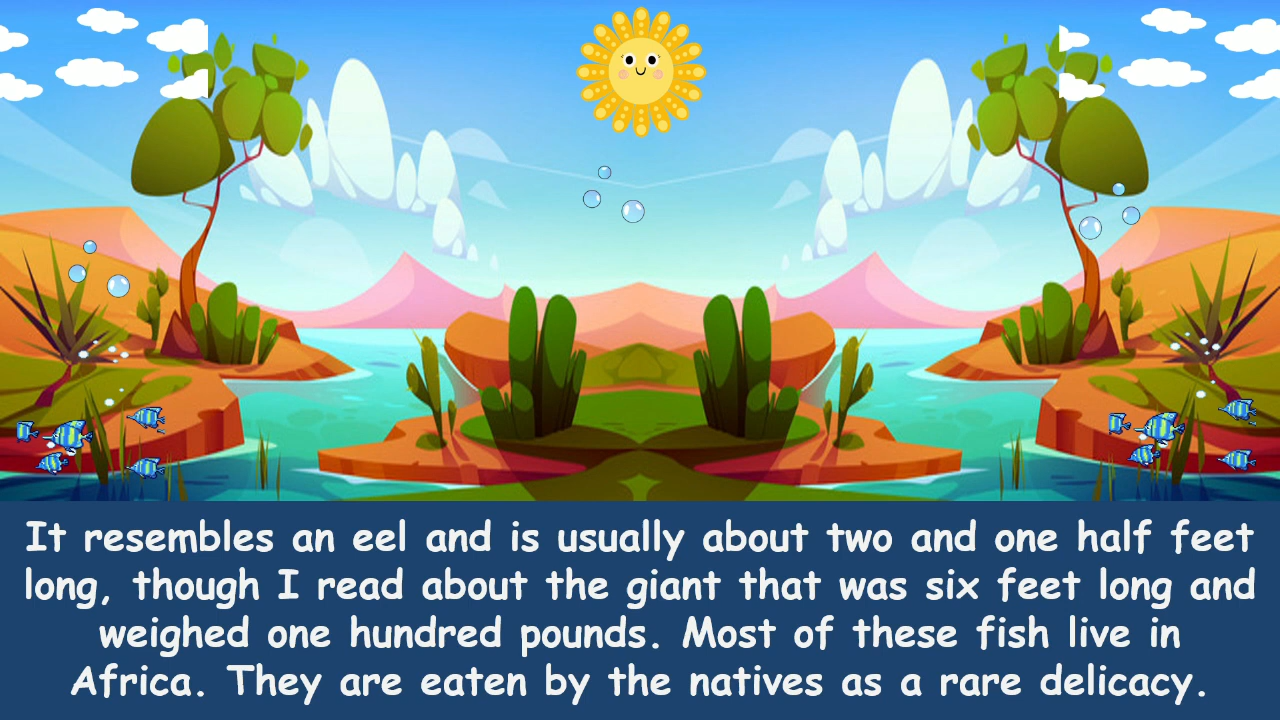 It resembles an eel and is usually about two and one half feet
long, though I read about the giant that was six feet long and
weighed one hundred pounds. Most of these fish live in
Africa. They are eaten by the natives as a rare delicacy.